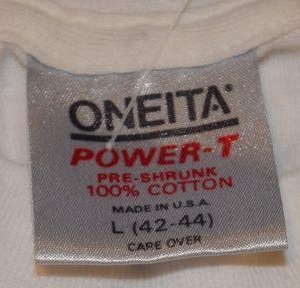 ONEITA
POWER-T
PRE-SHRUNK
100% COTTON
MADE IN U.S.A.
L (42-44)
CARE OVER